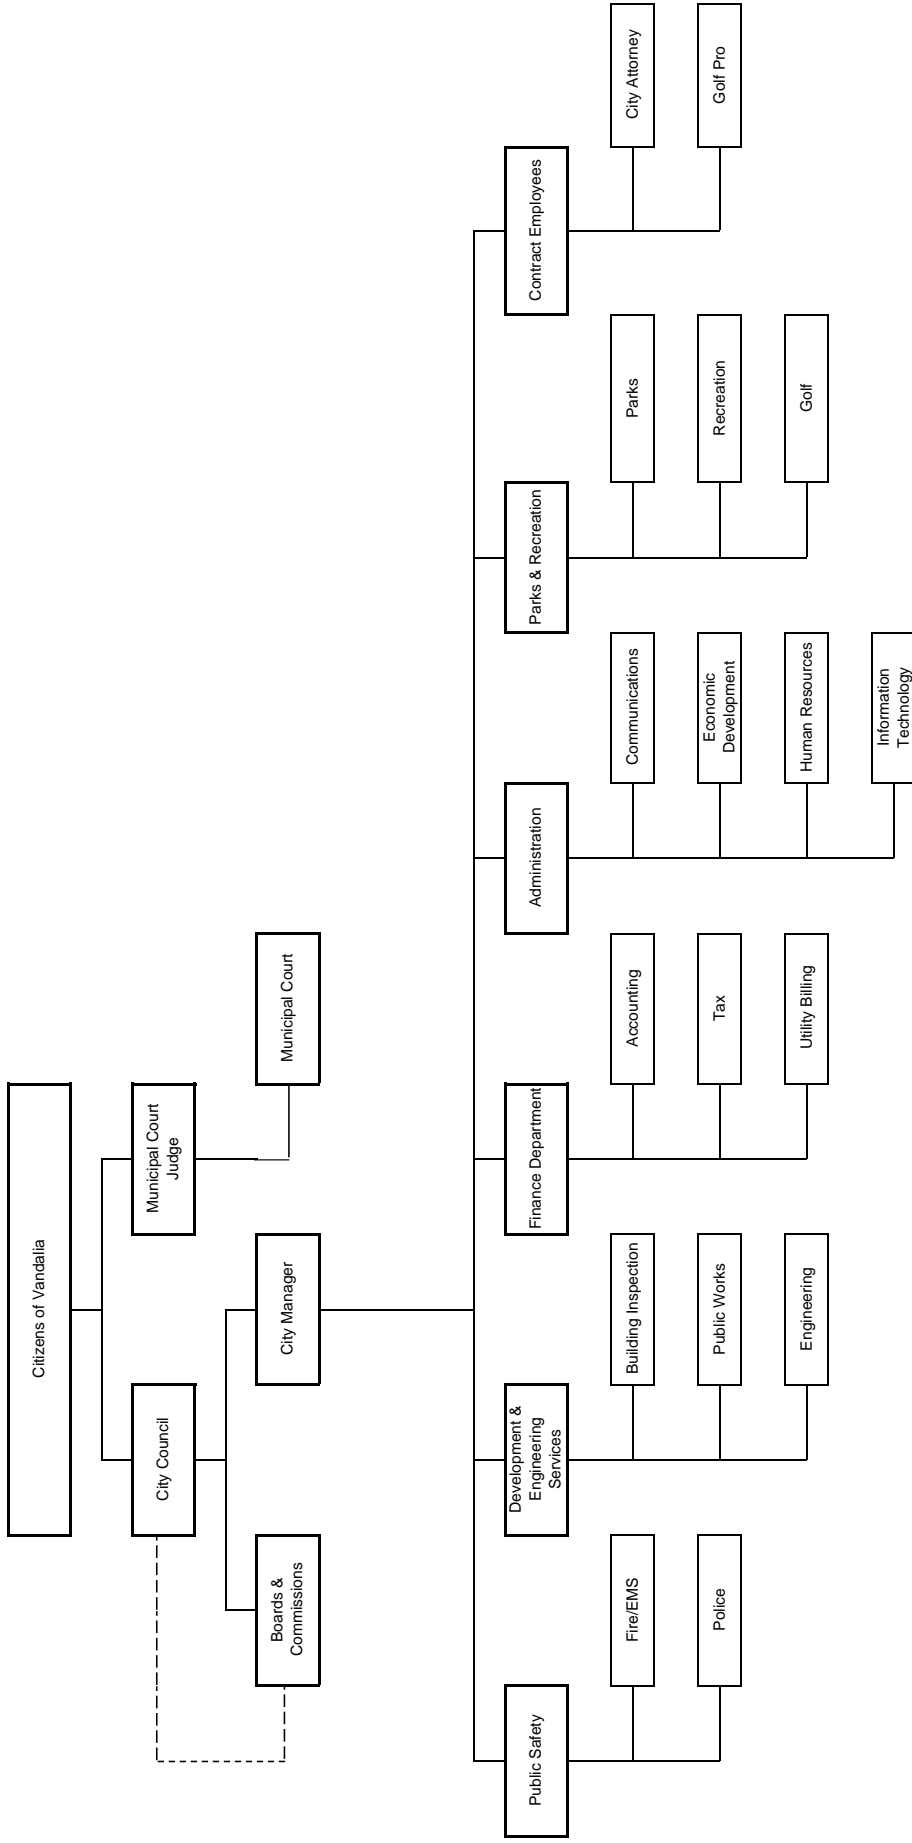 Citizens of Vandalia
City Council
Municipal Court
Judge
Boards &
Commissions
City Manager
Municipal Court
Public Safety
Development &
Engineering
Services
Finance Department
Administration
Parks & Recreation
Contract Employees
Fire/EMS
Building Inspection
Accounting
Communications
Parks
City Attorney
Police
Public Works
Tax
Economic
Development
Recreation
Golf Pro
Engineering
Utility Billing
Human Resources
Golf
Information
Technology